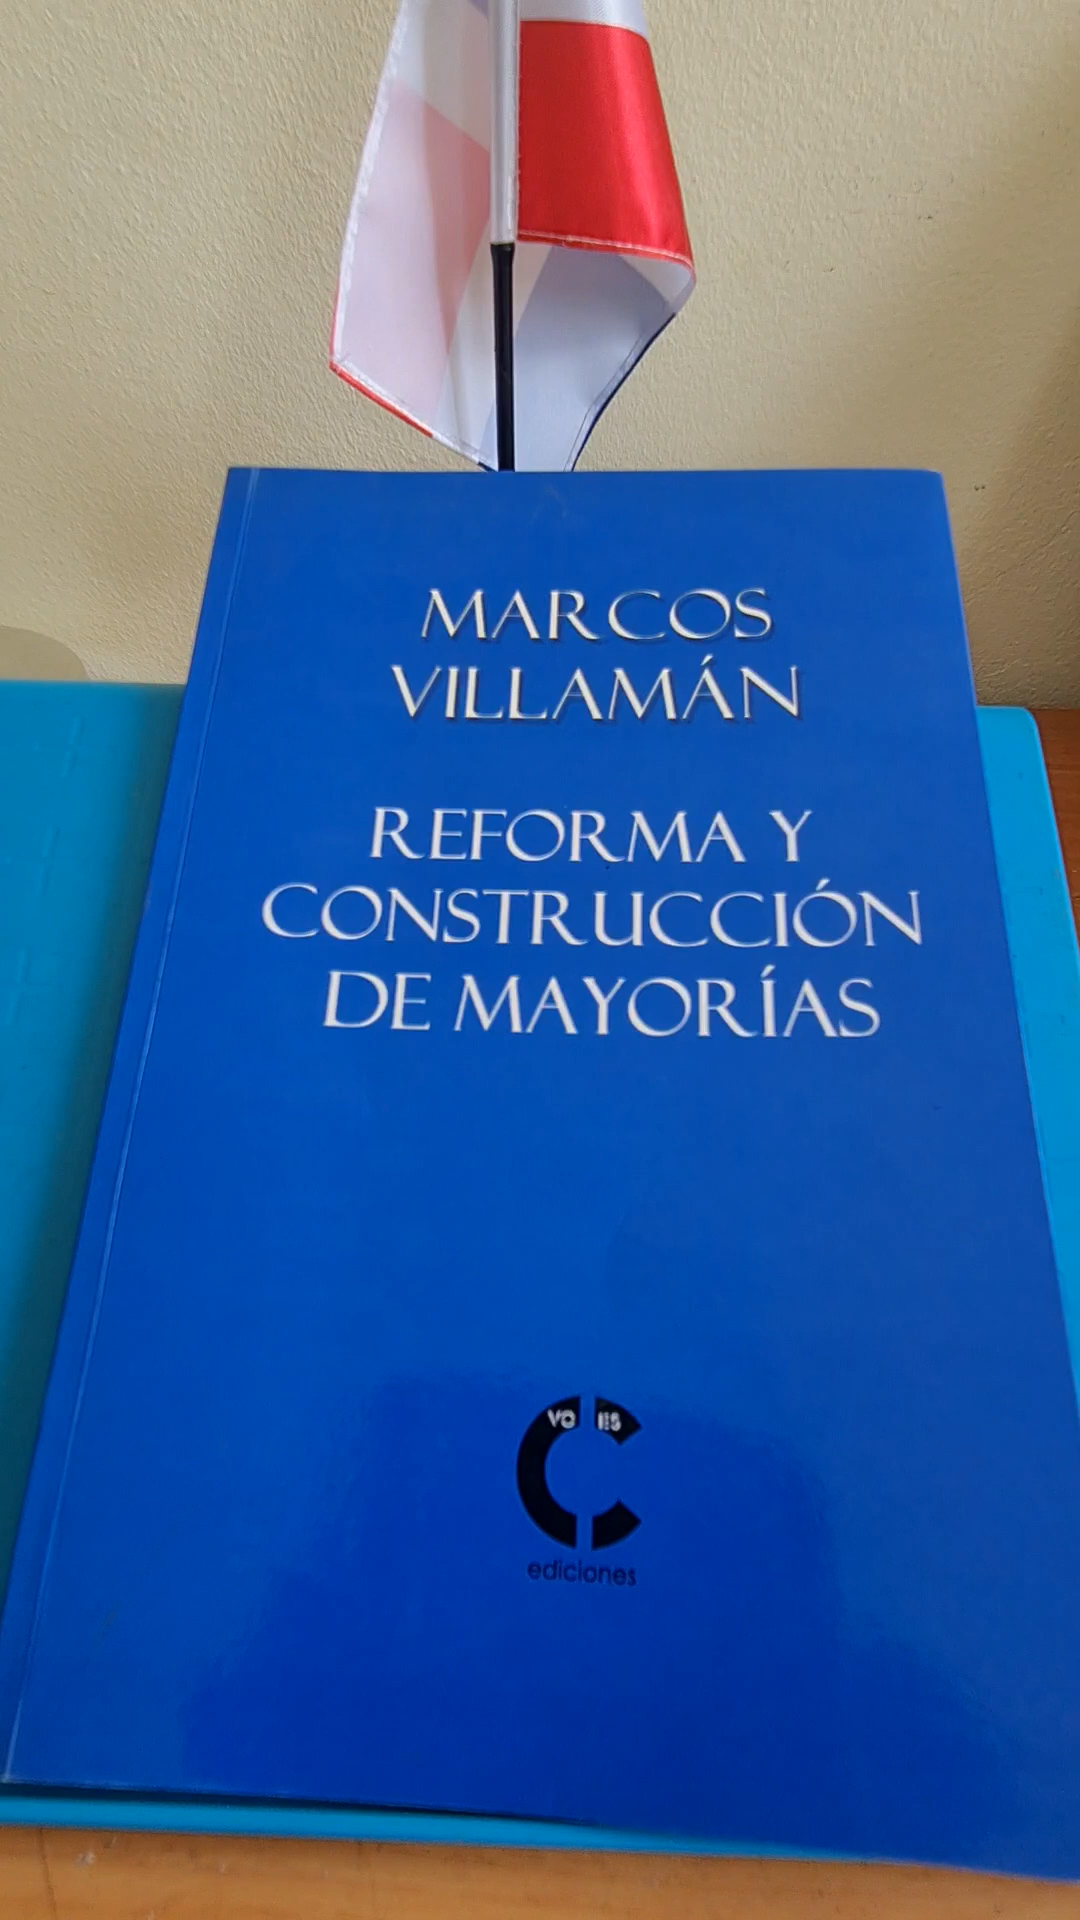 MARCOS
VILLAMÁN
REFORMA Y
CONSTRUCCIÓN
DE MAYORÍAS
ediciones